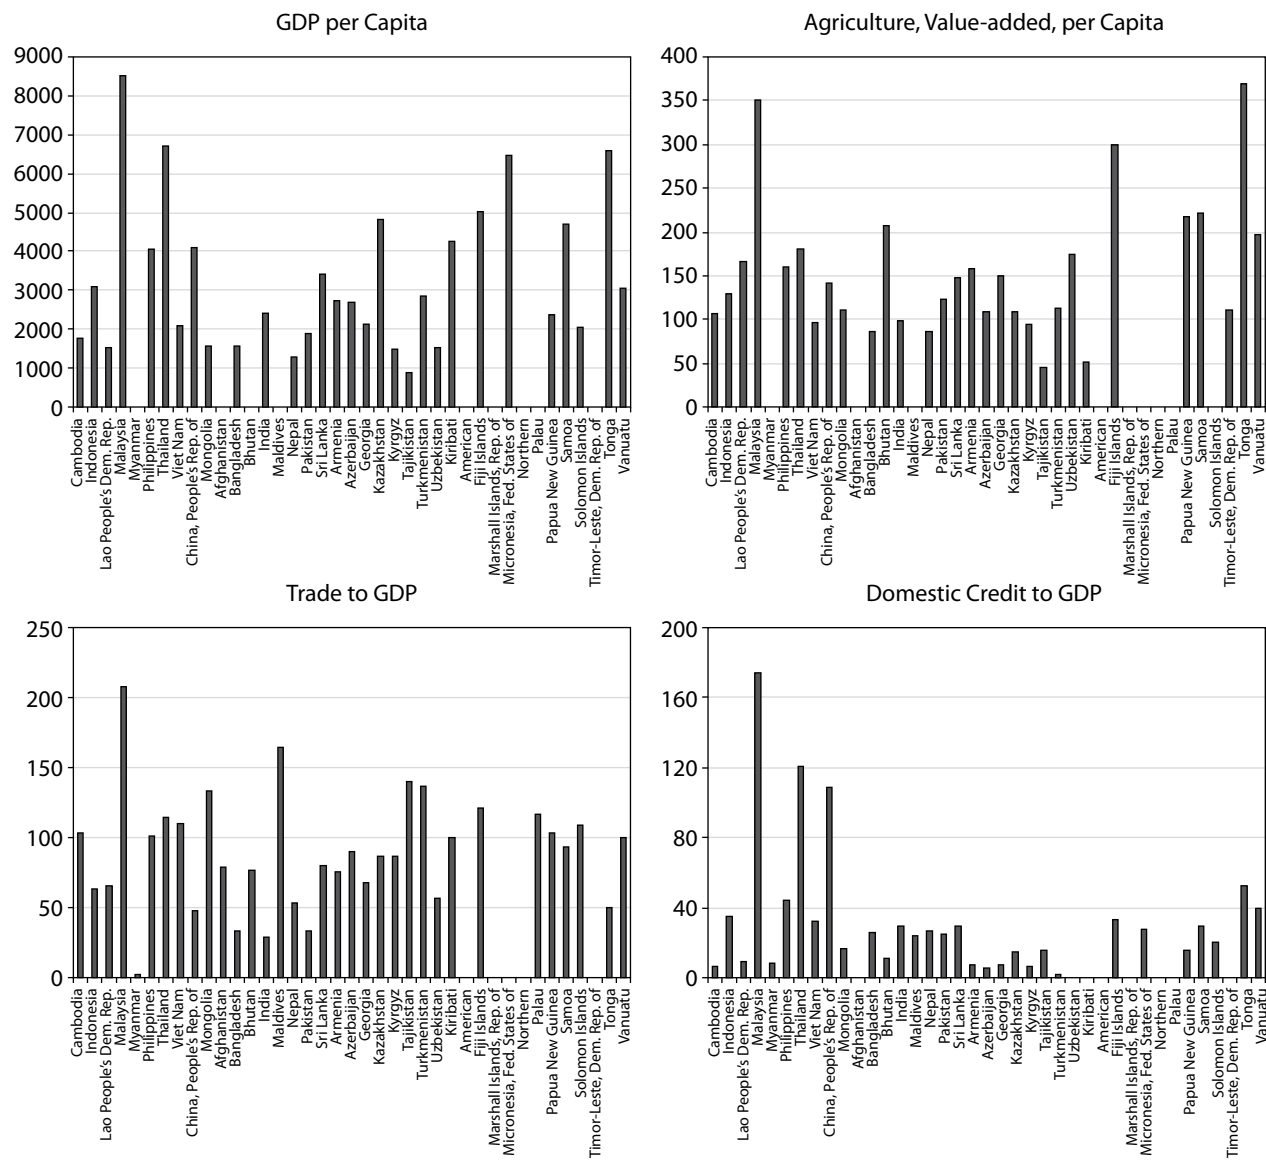 GDP per Capita
9000
8000
7000
6000
5000
4000
3000
2000
1000
0
Cambodia
Indonesia
Lao People's Dem. Rep.
Malaysia
Myanmar
Philippines
Thailand
Viet Nam
China, People's Rep. of
Mongolia
Afghanistan
Bangladesh
Bhutan
India
Maldives
Nepal
Pakistan
Sri Lanka
Armenia
Azerbaijan
Georgia
Kazakhstan
Kyrgyz
Tajikistan
Turkmenistan
Uzbekistan
Kiribati
American
Fiji Islands
Marshall Islands, Rep. of
Micronesia, Fed. States of
Northern
Palau
Papua New Guinea
Samoa
Solomon Islands
Timor-Leste, Dem. Rep. of
Tonga
Vanuatu
Agriculture, Value-added, per Capita
400
350
300
250
200
150
100
50
0
Cambodia
Indonesia
Lao People's Dem. Rep.
Malaysia
Myanmar
Philippines
Thailand
Viet Nam
China, People's Rep. of
Mongolia
Afghanistan
Bangladesh
Bhutan
India
Maldives
Nepal
Pakistan
Sri Lanka
Armenia
Azerbaijan
Georgia
Kazakhstan
Kyrgyz
Tajikistan
Turkmenistan
Uzbekistan
Kiribati
American
Fiji Islands
Marshall Islands, Rep. of
Micronesia, Fed. States of
Northern
Palau
Papua New Guinea
Samoa
Solomon Islands
Timor-Leste, Dem. Rep. of
Tonga
Vanuatu
Trade to GDP
250
200
150
100
50
0
Cambodia
Indonesia
Lao People's Dem. Rep.
Malaysia
Myanmar
Philippines
Thailand
Viet Nam
China, People's Rep. of
Mongolia
Afghanistan
Bangladesh
Bhutan
India
Maldives
Nepal
Pakistan
Sri Lanka
Armenia
Azerbaijan
Georgia
Kazakhstan
Kyrgyz
Tajikistan
Turkmenistan
Uzbekistan
Kiribati
American
Fiji Islands
Marshall Islands, Rep. of
Micronesia, Fed. States of
Northern
Palau
Papua New Guinea
Samoa
Solomon Islands
Timor-Leste, Dem. Rep. of
Tonga
Vanuatu
Domestic Credit to GDP
200
160
120
80
40
0
Cambodia
Indonesia
Lao People's Dem. Rep.
Malaysia
Myanmar
Philippines
Thailand
Viet Nam
China, People's Rep. of
Mongolia
Afghanistan
Bangladesh
Bhutan
India
Maldives
Nepal
Pakistan
Sri Lanka
Armenia
Azerbaijan
Georgia
Kazakhstan
Kyrgyz
Tajikistan
Turkmenistan
Uzbekistan
Kiribati
American
Fiji Islands
Marshall Islands, Rep. of
Micronesia, Fed. States of
Northern
Palau
Papua New Guinea
Samoa
Solomon Islands
Timor-Leste, Dem. Rep. of
Tonga
Vanuatu